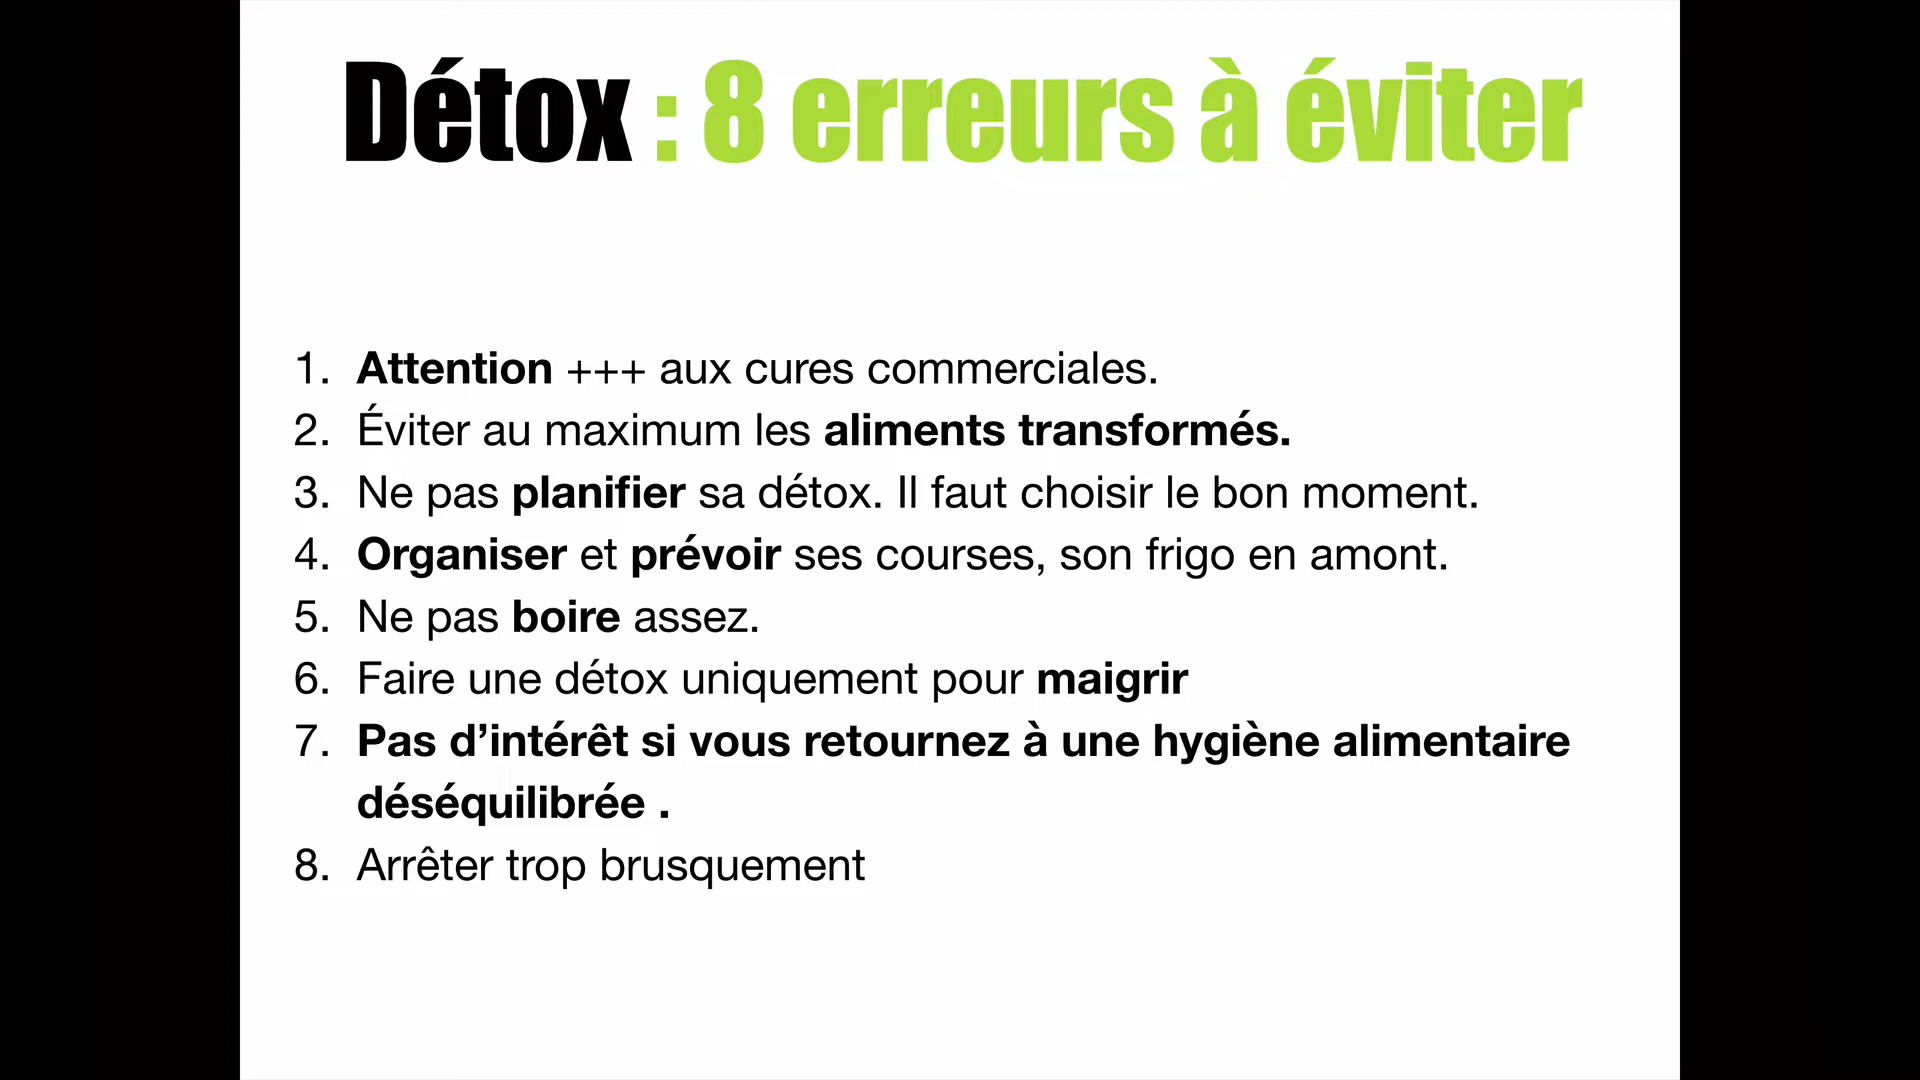 Détox : 8 erreurs à éviter
1. Attention +++ aux cures commerciales.
2. Éviter au maximum les aliments transformés.
3. Ne pas planifier sa détox. Il faut choisir le bon moment.
4. Organiser et prévoir ses courses, son frigo en amont.
5. Ne pas boire assez.
6. Faire une détox uniquement pour maigrir
7. Pas d’intérêt si vous retournez à une hygiène alimentaire
déséquilibrée .
8. Arrêter trop brusquement